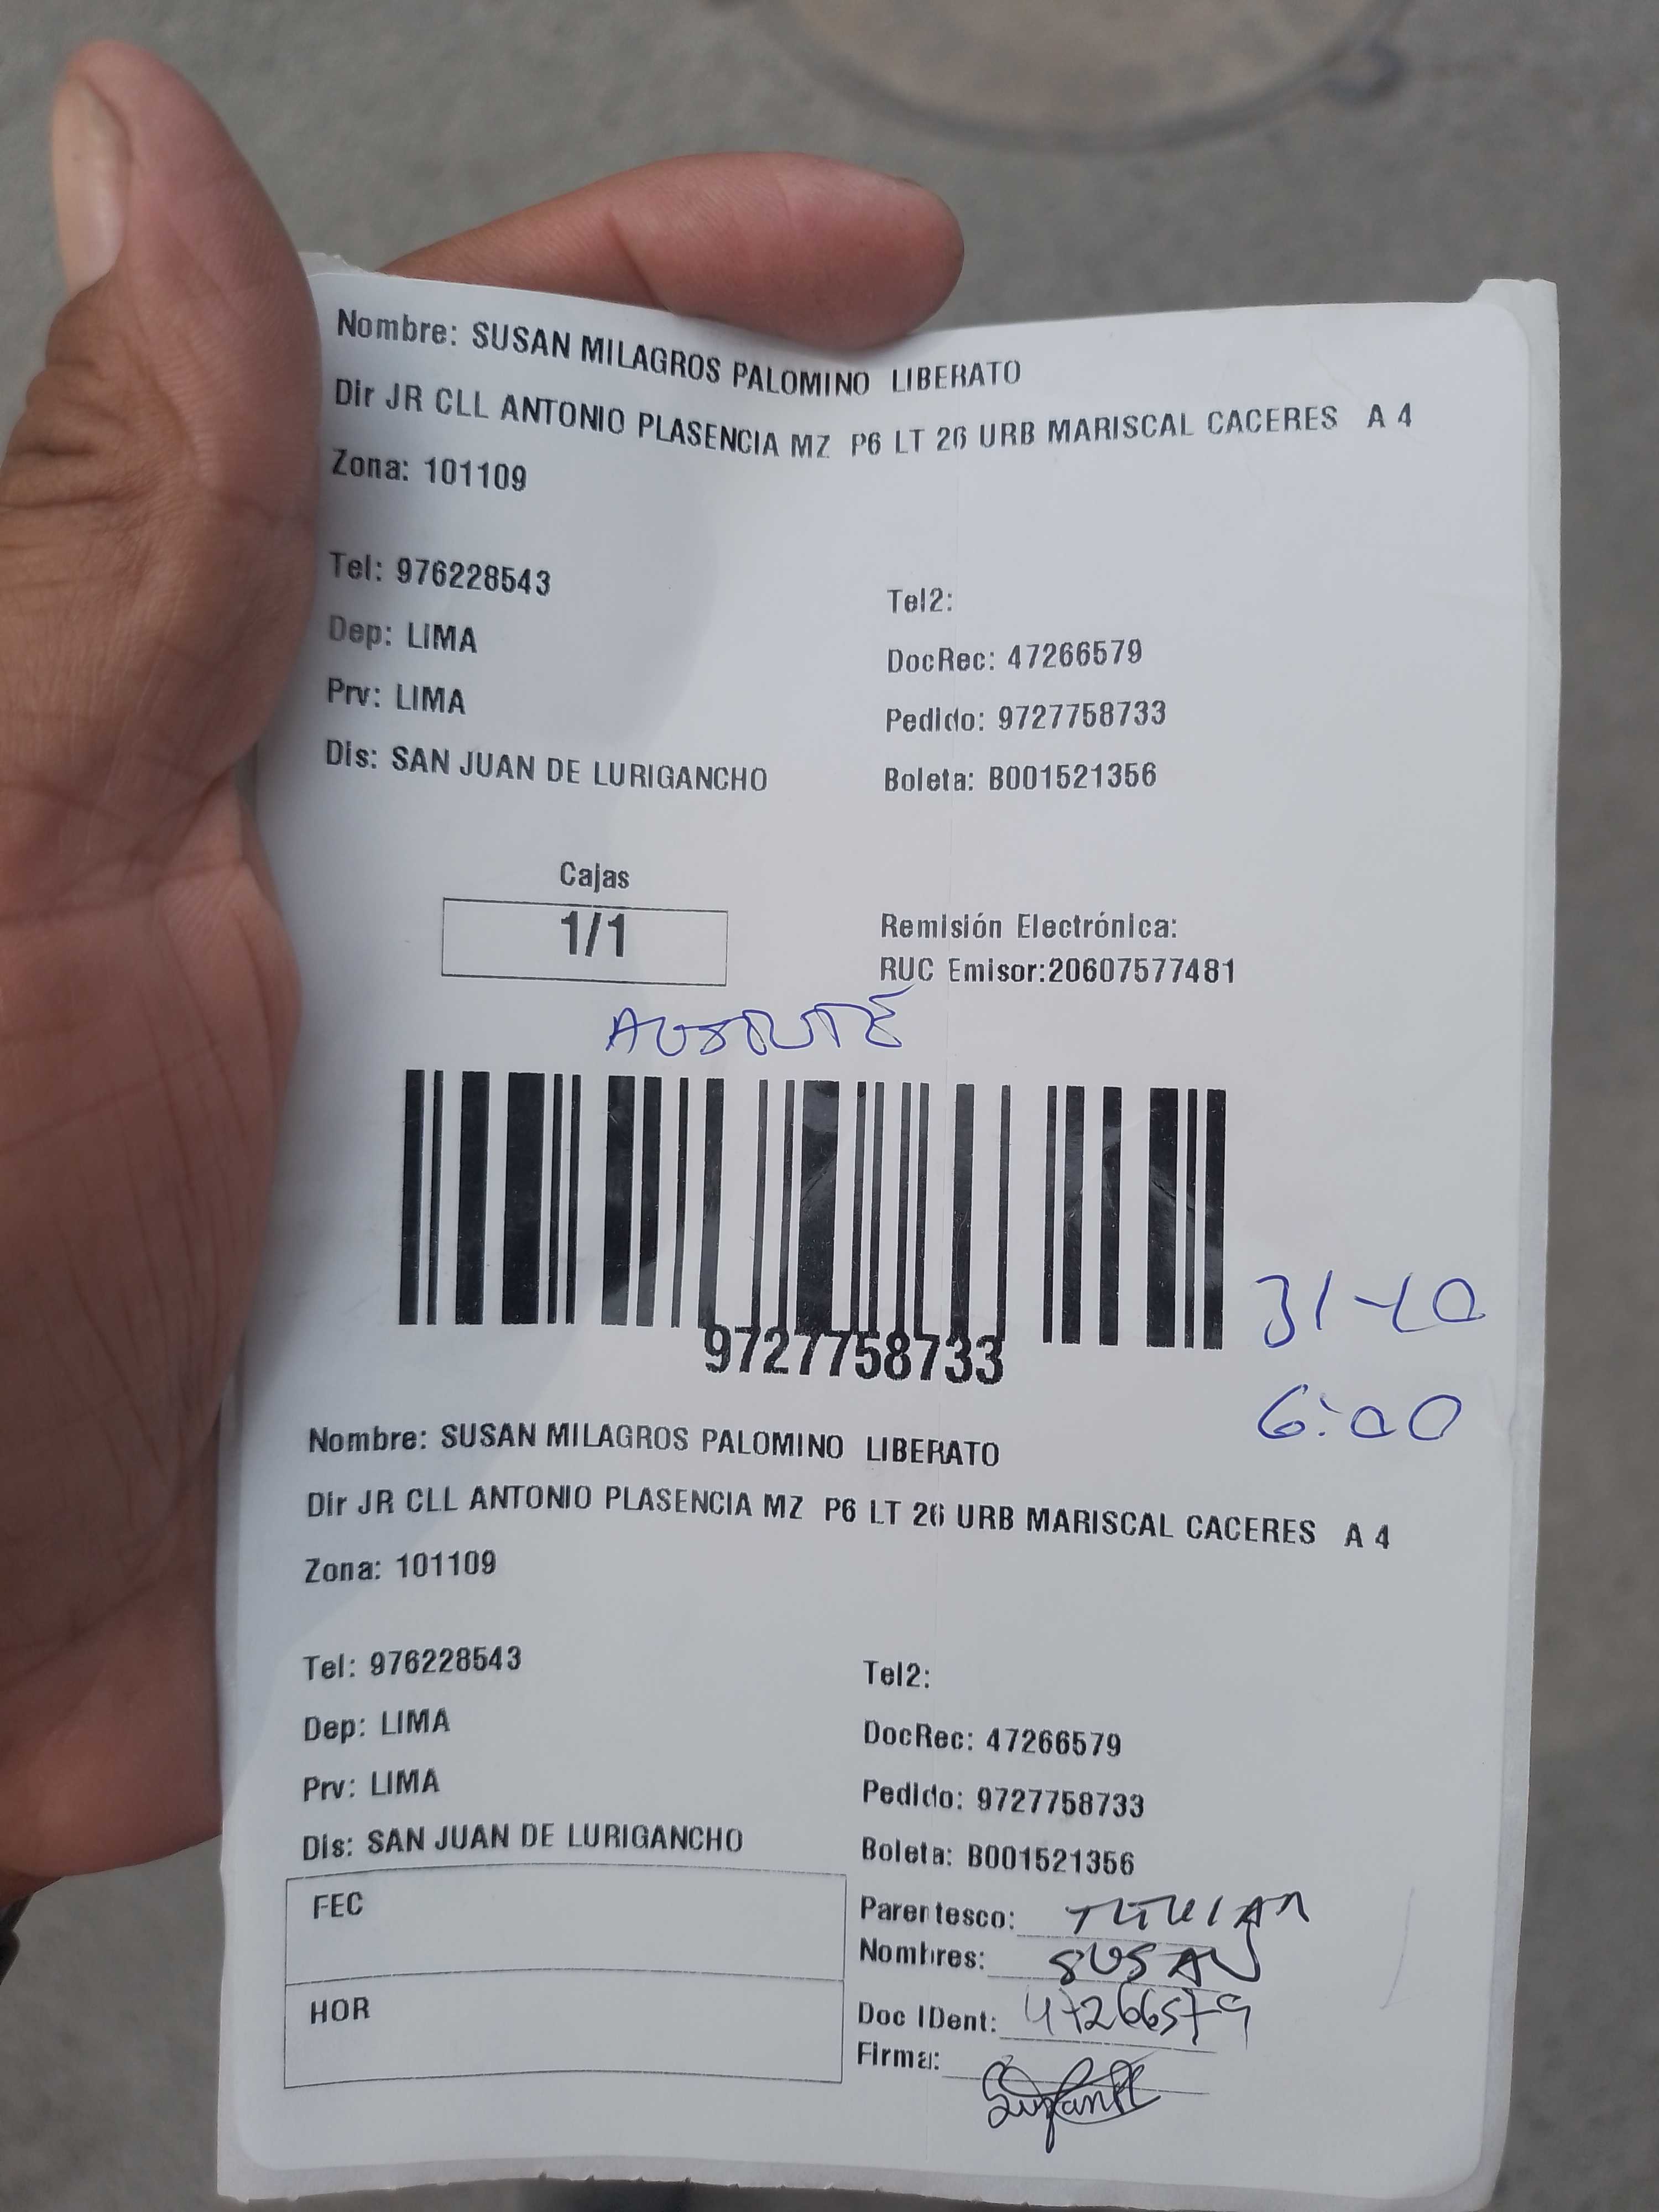 Nombre: SUSAN MILAGROS PALOMINO LIBERATO
Dir JR CLL ANTONIO PLASENCIA MZ P6 LT 26 URB MARISCAL CACERES A 4
Zona: 101109
Tel: 976228543
Tel2:
Dep: LIMA
DocRec: 47266579
Prv: LIMA
Pedido: 9727758733
Dis: SAN JUAN DE LURIGANCHO
Boleta: B001521356
Cajas
1/1
Remisión Electrónica:
RUC Emisor:20607577481
9727758733
31-10
6:00
Nombre: SUSAN MILAGROS PALOMINO LIBERATO
Dir JR CLL ANTONIO PLASENCIA MZ P6 LT 26 URB MARISCAL CACERES A 4
Zona: 101109
Tel: 976228543
Tel2:
Dep: LIMA
DocRec: 47266579
Prv: LIMA
Pedido: 9727758733
Dis: SAN JUAN DE LURIGANCHO
Boleta: B001521356
FEC
Parentesco: TITULAR
Nombres: SUSAN
HOR
Doc IDent: 47266579
Firma: